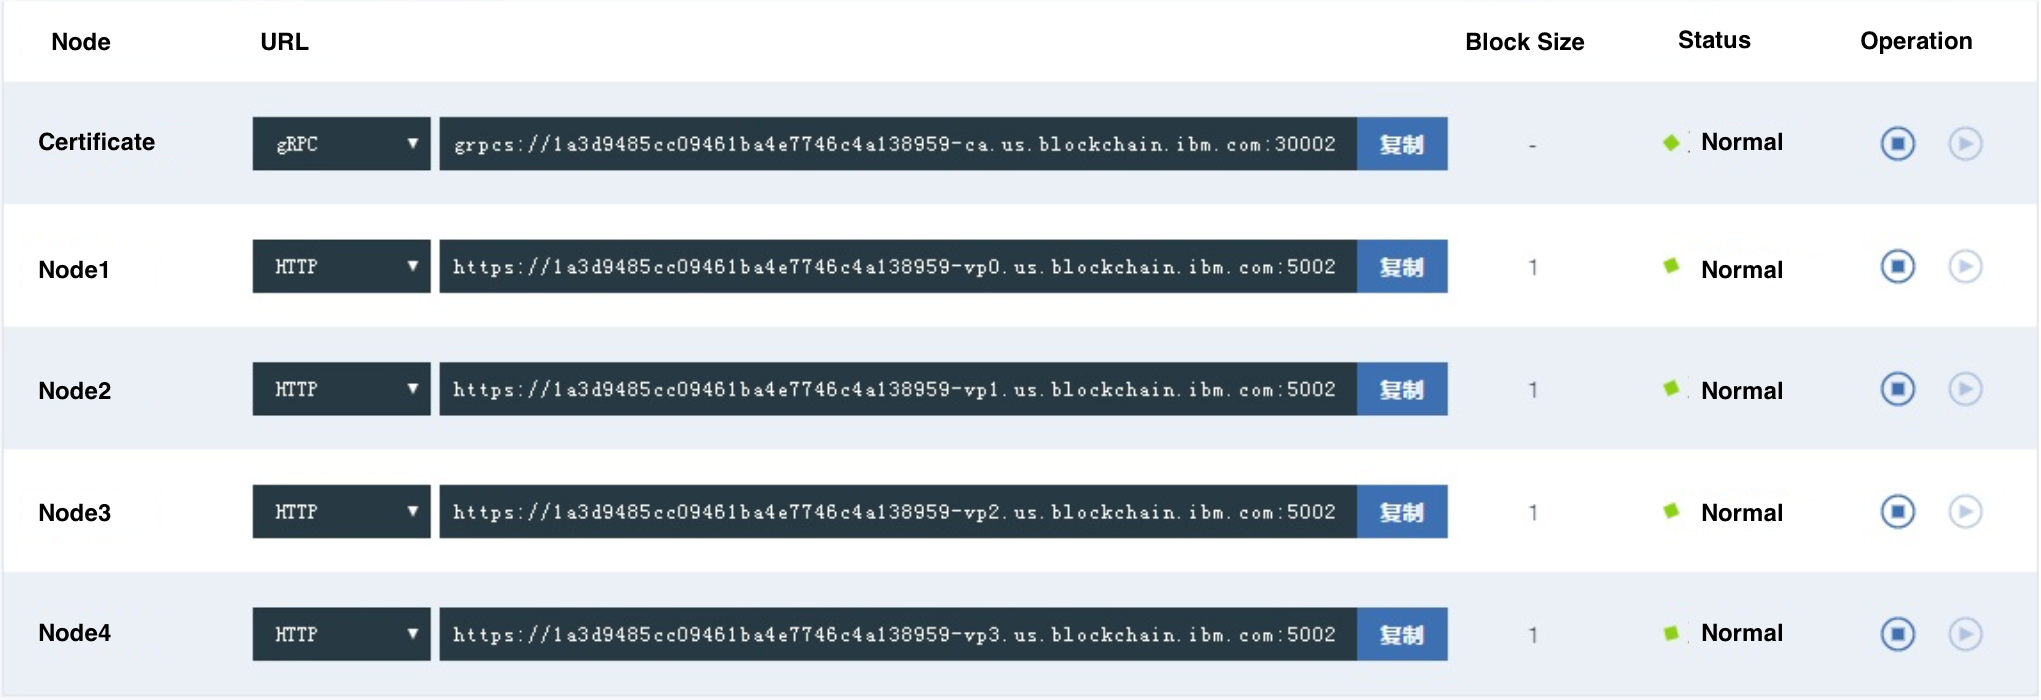 Node URL Block Size Status Operation
Certificate gRPC grpcs://1a3d9485cc09461ba4e7746c4a138959-ca.us.blockchain.ibm.com:30002 复制 - Normal
Node1 HTTP https://1a3d9485cc09461ba4e7746c4a138959-vp0.us.blockchain.ibm.com:5002 复制 1 Normal
Node2 HTTP https://1a3d9485cc09461ba4e7746c4a138959-vp1.us.blockchain.ibm.com:5002 复制 1 Normal
Node3 HTTP https://1a3d9485cc09461ba4e7746c4a138959-vp2.us.blockchain.ibm.com:5002 复制 1 Normal
Node4 HTTP https://1a3d9485cc09461ba4e7746c4a138959-vp3.us.blockchain.ibm.com:5002 复制 1 Normal